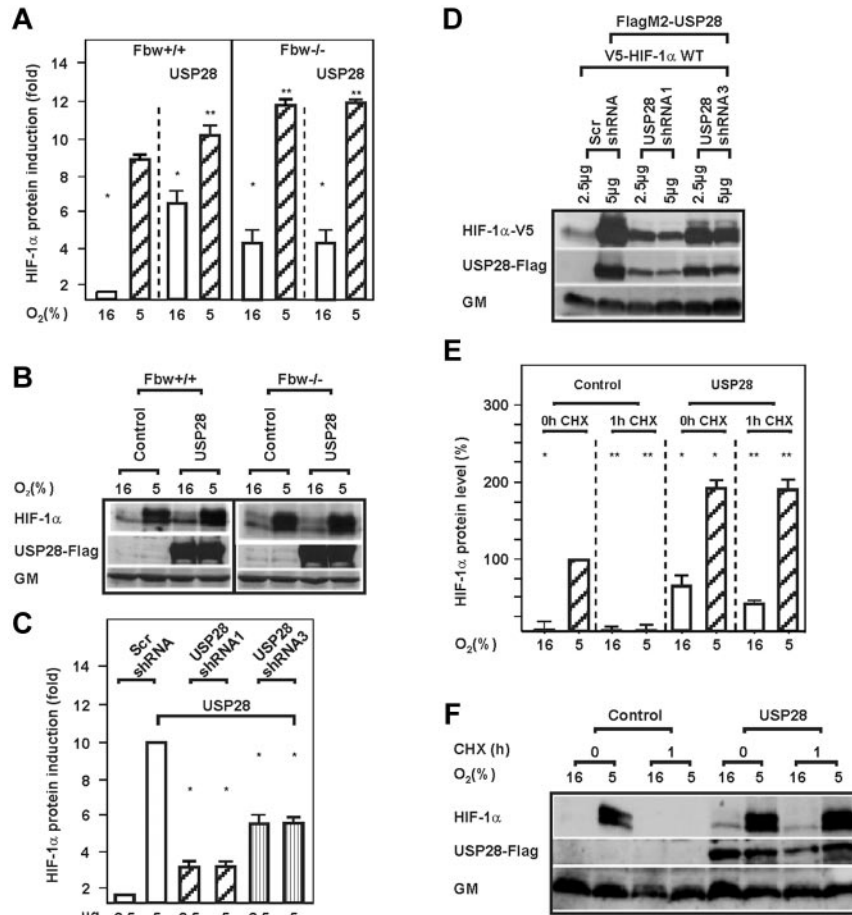 A
Fbw+/+
Fbw-/-
USP28
USP28
HIF-1α protein induction (fold)
14
12
10
8
6
4
2
*
*
**
*
**
*
**
O2(%)
16 5 16 5 16 5 16 5
B
Fbw+/+
Fbw-/-
Control
USP28
Control
USP28
O2(%)
16 5 16 5 16 5 16 5
HIF-1α
USP28-Flag
GM
C
Scr shRNA
USP28 shRNA1
USP28 shRNA3
USP28
HIF-1α protein induction (fold)
14
12
10
8
6
4
2
* * * *
D
FlagM2-USP28
V5-HIF-1α WT
Scr shRNA
USP28 shRNA1
USP28 shRNA3
2.5µg 5µg 2.5µg 5µg 2.5µg 5µg
HIF-1α-V5
USP28-Flag
GM
E
Control
USP28
0h CHX 1h CHX 0h CHX 1h CHX
* ** ** * * ** **
HIF-1α protein level (%)
300
200
100
O2(%)
16 5 16 5 16 5 16 5
F
Control
USP28
CHX (h)
0 1 0 1
O2(%)
16 5 16 5 16 5 16 5
HIF-1α
USP28-Flag
GM